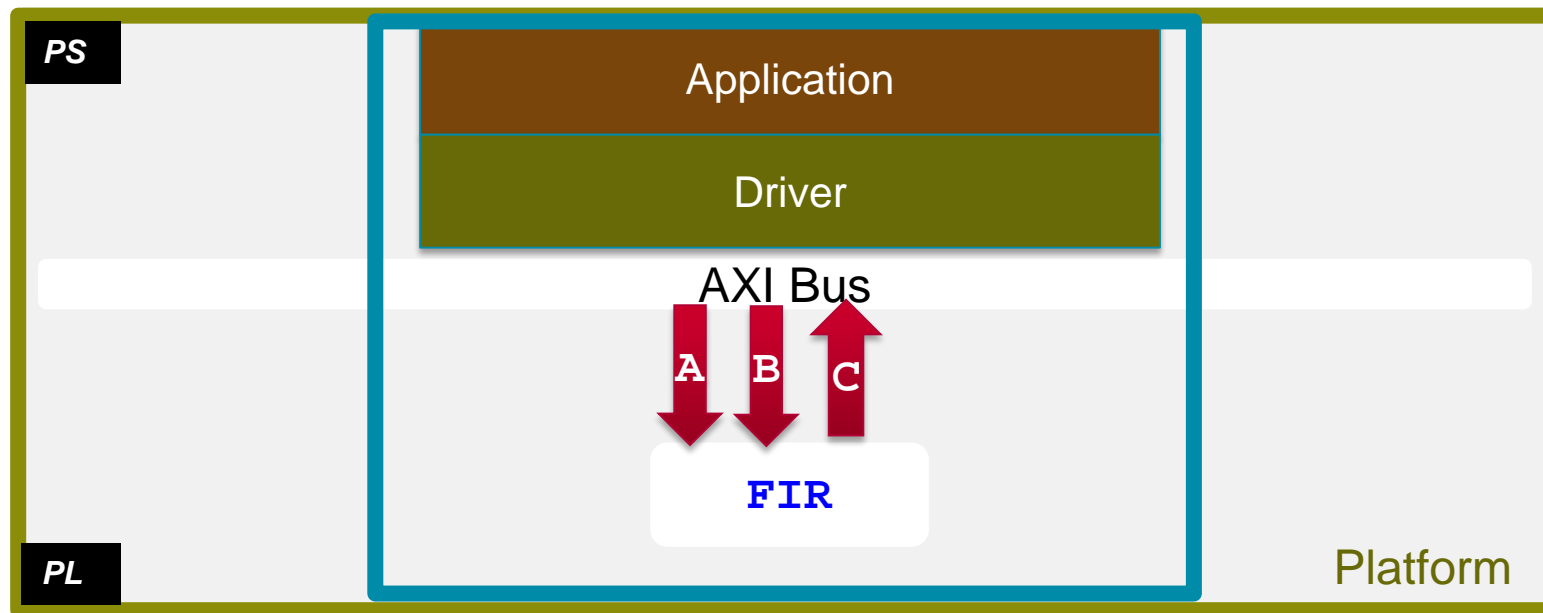 PS
Application
Driver
AXI Bus
A B C
FIR
PL
Platform